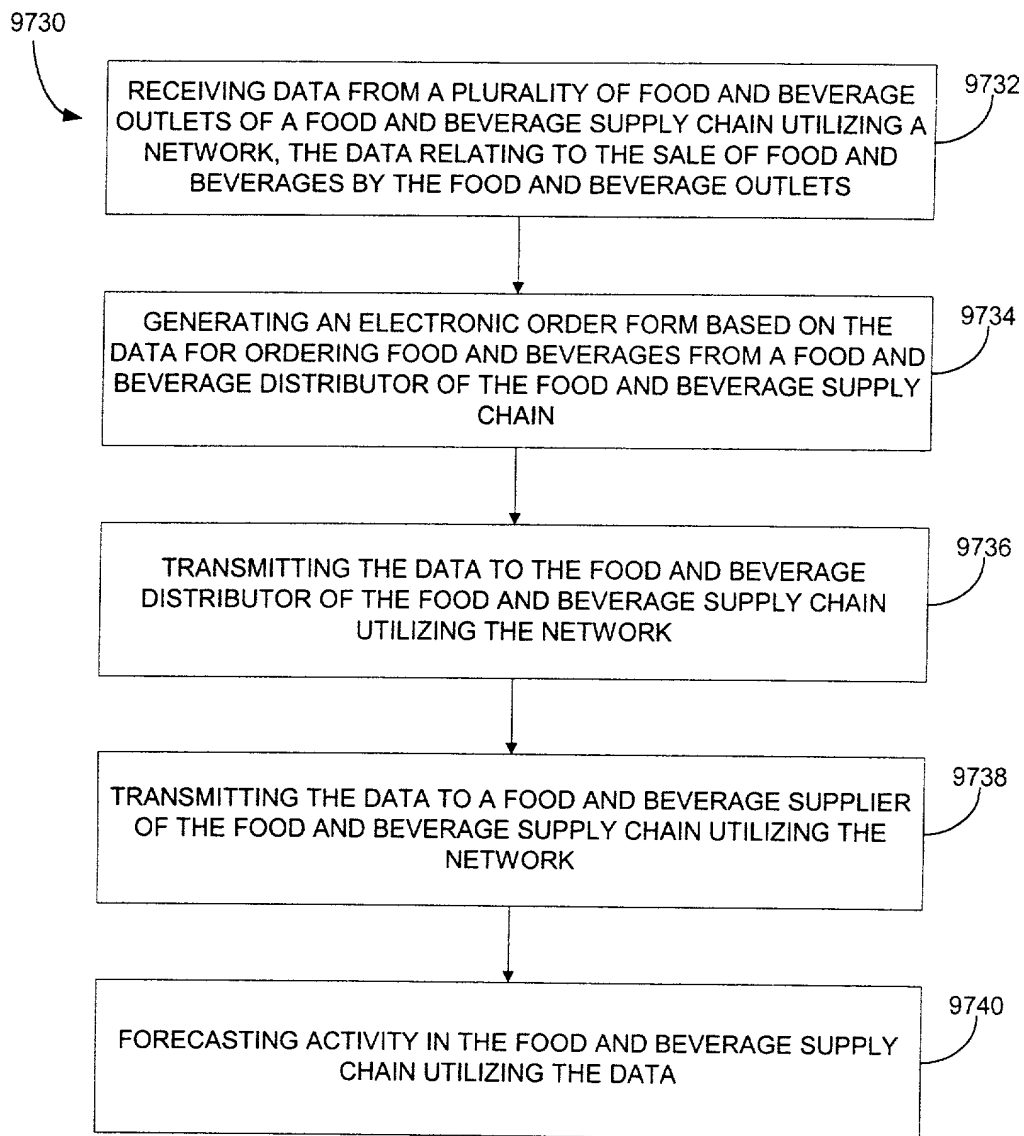 9730
RECEIVING DATA FROM A PLURALITY OF FOOD AND BEVERAGE
OUTLETS OF A FOOD AND BEVERAGE SUPPLY CHAIN UTILIZING A
NETWORK, THE DATA RELATING TO THE SALE OF FOOD AND
BEVERAGES BY THE FOOD AND BEVERAGE OUTLETS
9732
GENERATING AN ELECTRONIC ORDER FORM BASED ON THE
DATA FOR ORDERING FOOD AND BEVERAGES FROM A FOOD AND
BEVERAGE DISTRIBUTOR OF THE FOOD AND BEVERAGE SUPPLY
CHAIN
9734
TRANSMITTING THE DATA TO THE FOOD AND BEVERAGE
DISTRIBUTOR OF THE FOOD AND BEVERAGE SUPPLY CHAIN
UTILIZING THE NETWORK
9736
TRANSMITTING THE DATA TO A FOOD AND BEVERAGE SUPPLIER
OF THE FOOD AND BEVERAGE SUPPLY CHAIN UTILIZING THE
NETWORK
9738
FORECASTING ACTIVITY IN THE FOOD AND BEVERAGE SUPPLY
CHAIN UTILIZING THE DATA
9740